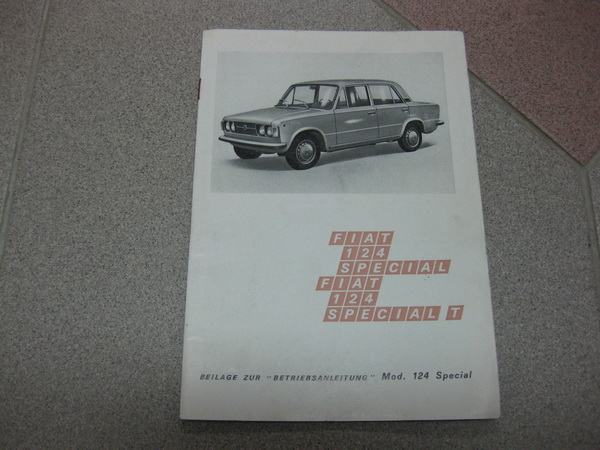 FIAT
124
SPECIAL
FIAT
124
SPECIAL T
BEILAGE ZUR "BETRIEBSANLEITUNG" Mod. 124 Special